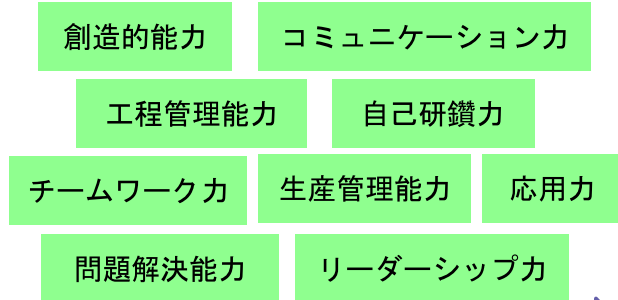 創造的能力
コミュニケーション力
工程管理能力
自己研鑽力
チームワーク力
生産管理能力
応用力
問題解決能力
リーダーシップ力